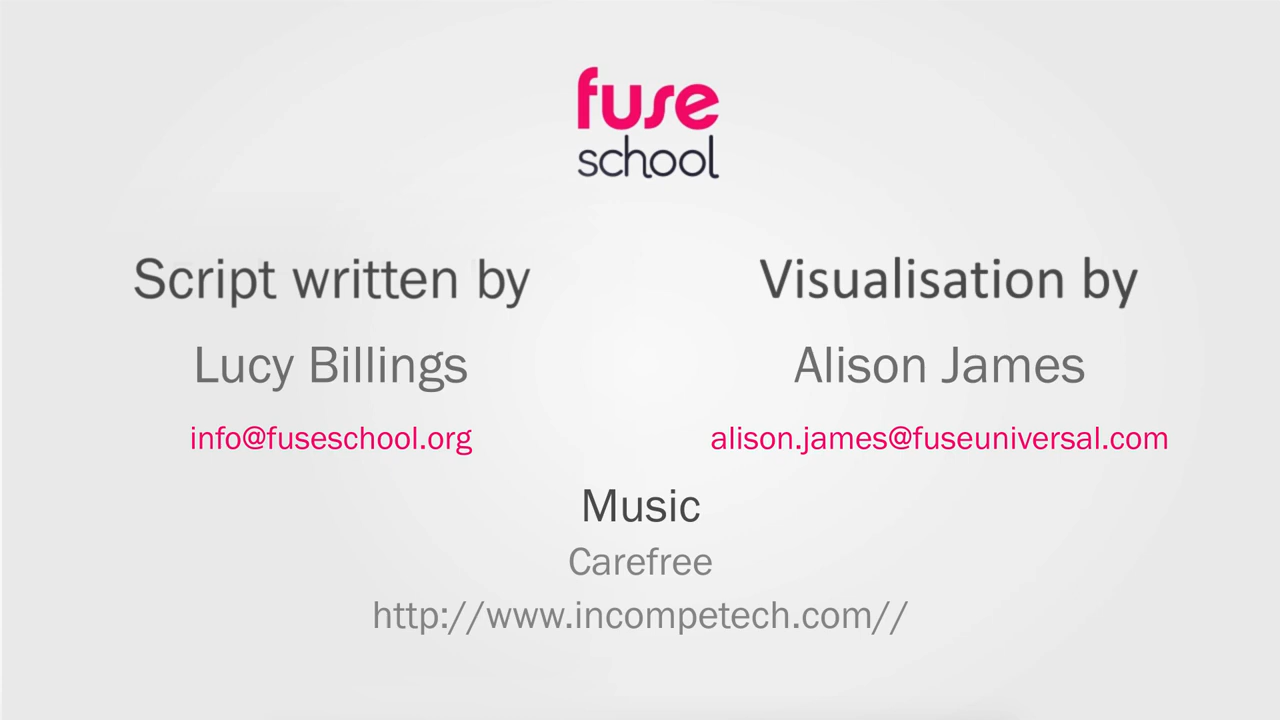 fuse
school
Script written by
Lucy Billings
info@fuseschool.org
Visualisation by
Alison James
alison.james@fuseuniversal.com
Music
Carefree
http://www.incompetech.com//